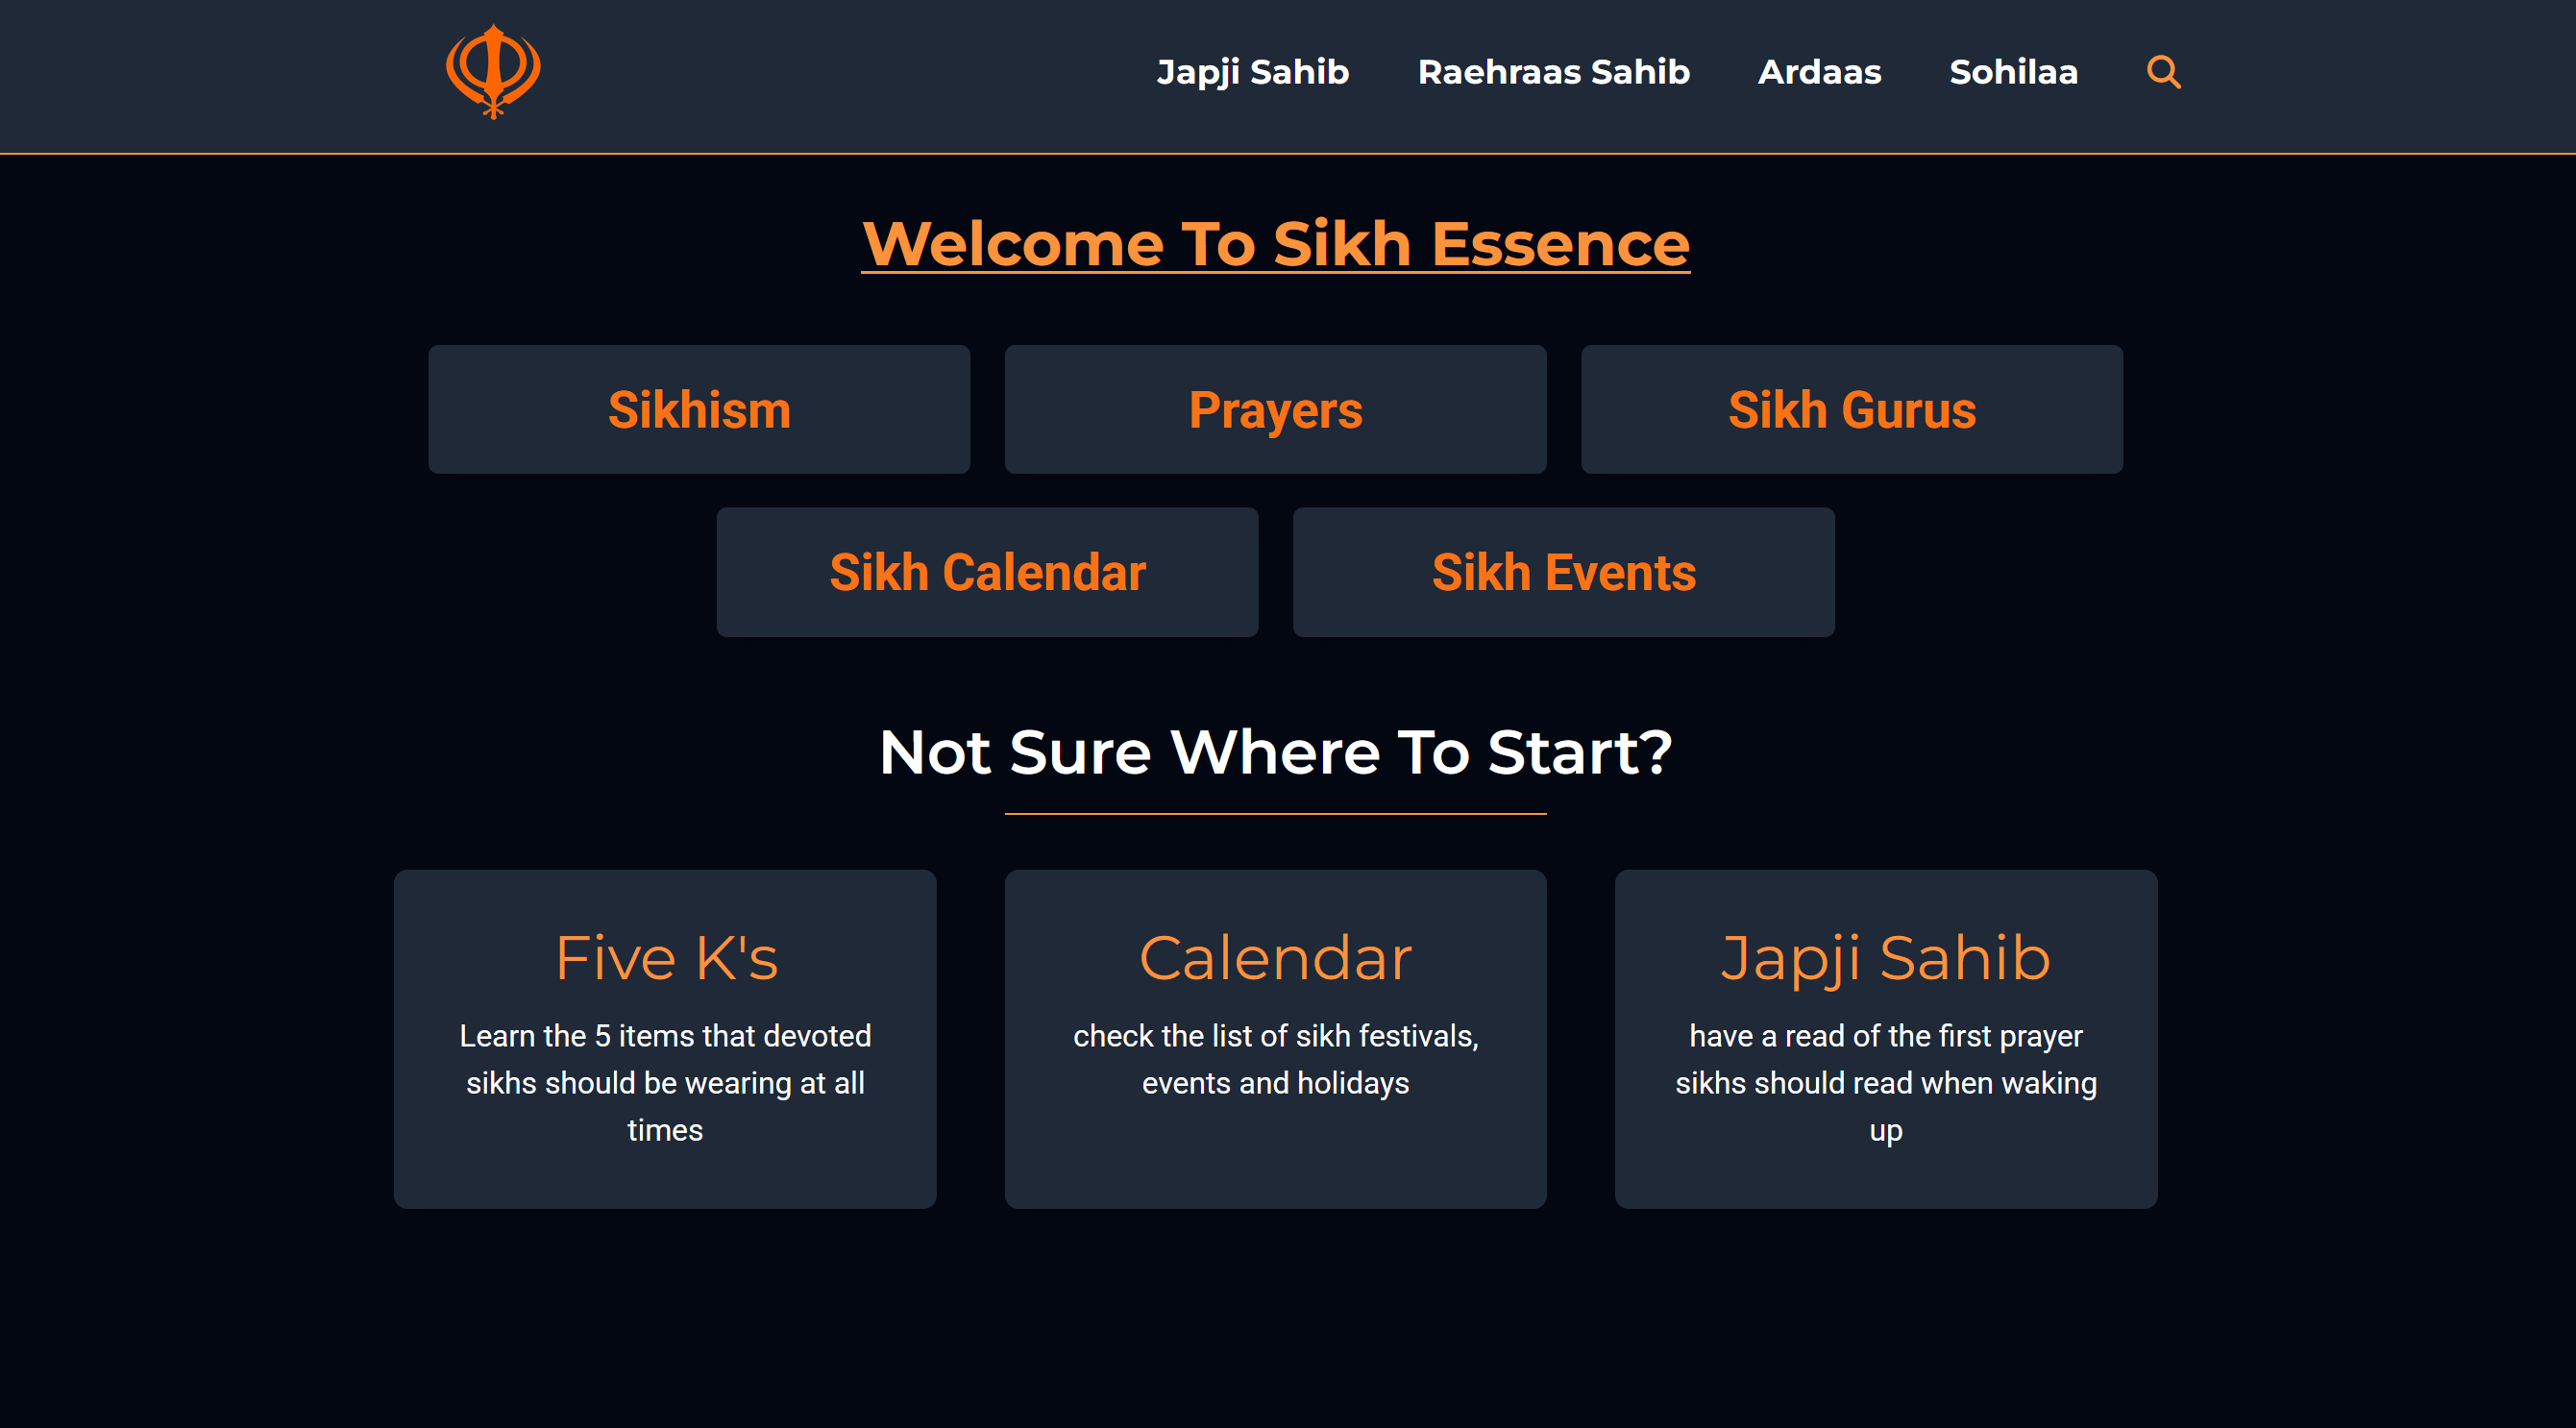 Japji Sahib Raehraas Sahib Ardaas Sohilaa
Welcome To Sikh Essence
Sikhism Prayers Sikh Gurus
Sikh Calendar Sikh Events
Not Sure Where To Start?
Five K's
Learn the 5 items that devoted
sikhs should be wearing at all
times
Calendar
check the list of sikh festivals,
events and holidays
Japji Sahib
have a read of the first prayer
sikhs should read when waking
up